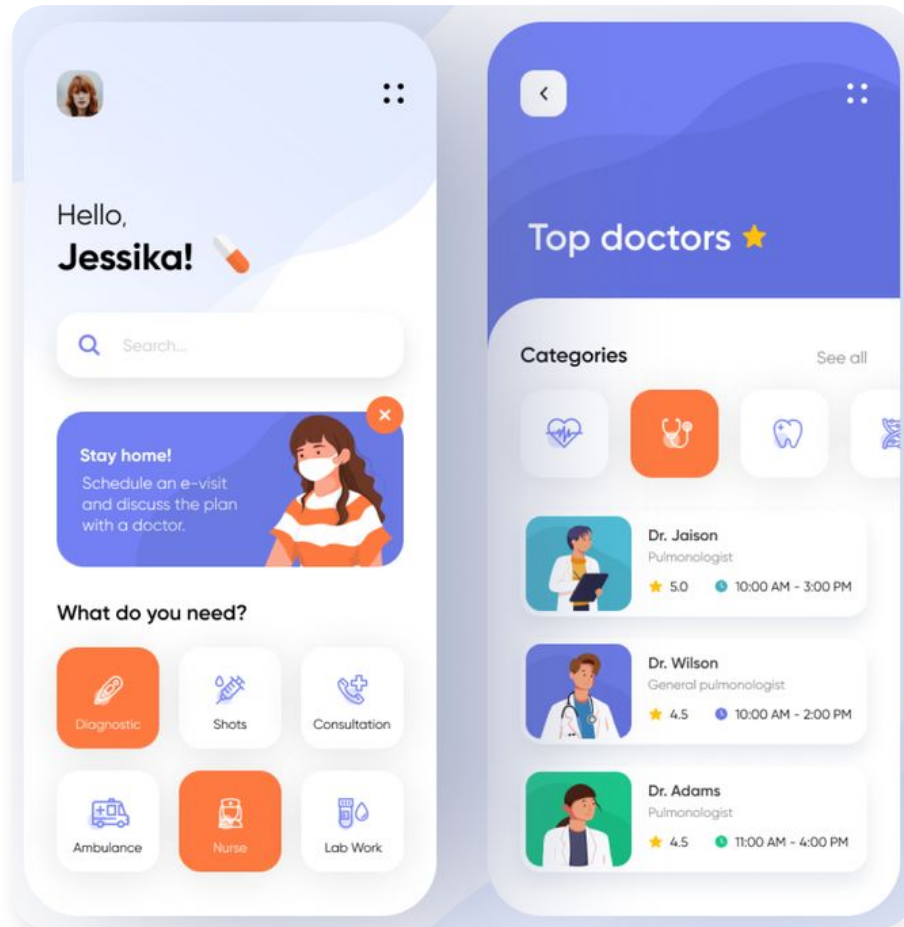 Hello,
Jessika!
Search...
Stay home!
Schedule an e-visit
and discuss the plan
with a doctor.
What do you need?
Diagnostic
Shots
Consultation
Ambulance
Nurse
Lab Work
Top doctors
Categories
See all
Dr. Jaison
Pulmonologist
5.0 10:00 AM - 3:00 PM
Dr. Wilson
General pulmonologist
4.5 10:00 AM - 2:00 PM
Dr. Adams
Pulmonologist
4.5 11:00 AM - 4:00 PM